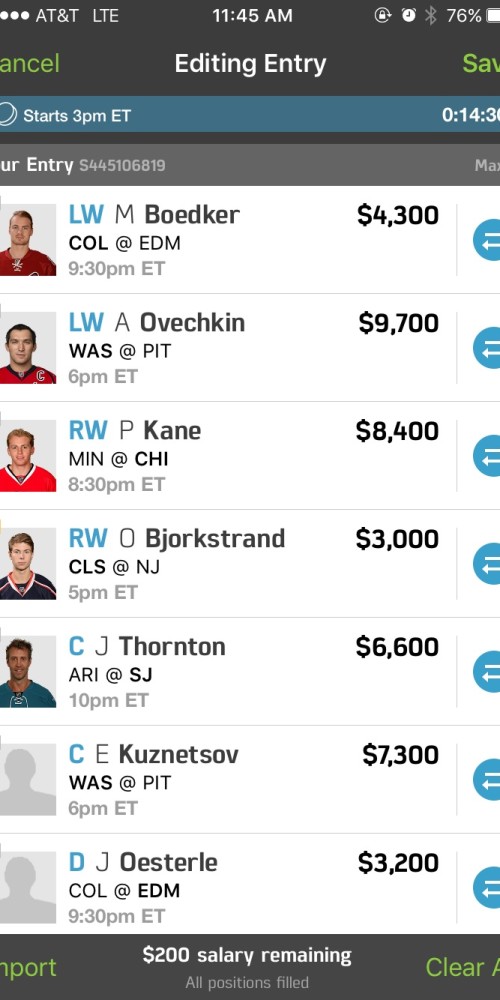 AT&T LTE 11:45 AM 76%
ancel Editing Entry Sav
Starts 3pm ET 0:14:30
ur Entry S445106819 Max
LW M Boedker $4,300
COL @ EDM
9:30pm ET
LW A Ovechkin $9,700
WAS @ PIT
6pm ET
RW P Kane $8,400
MIN @ CHI
8:30pm ET
RW O Bjorkstrand $3,000
CLS @ NJ
5pm ET
C J Thornton $6,600
ARI @ SJ
10pm ET
C E Kuznetsov $7,300
WAS @ PIT
6pm ET
D J Oesterle $3,200
COL @ EDM
9:30pm ET
$200 salary remaining
mport All positions filled Clear A